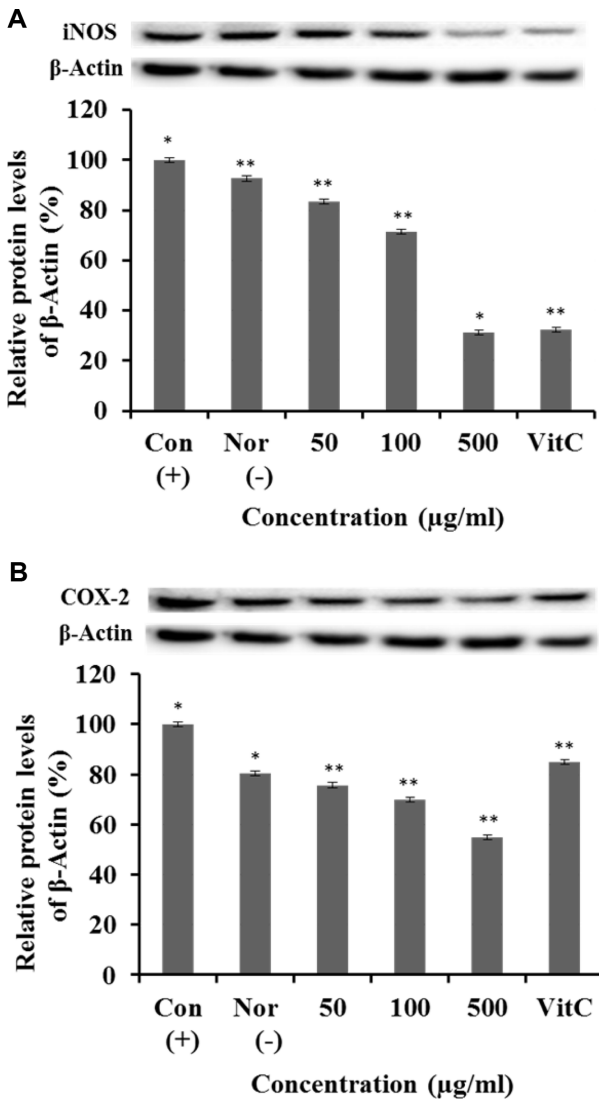 A
iNOS
β-Actin
Relative protein levels
of β-Actin (%)
120
100
80
60
40
20
0
* ** ** ** * **
Con Nor 50 100 500 VitC
(+) (-)
Concentration (µg/ml)
B
COX-2
β-Actin
Relative protein levels
of β-Actin (%)
120
100
80
60
40
20
0
* * ** ** ** **
Con Nor 50 100 500 VitC
(+) (-)
Concentration (µg/ml)